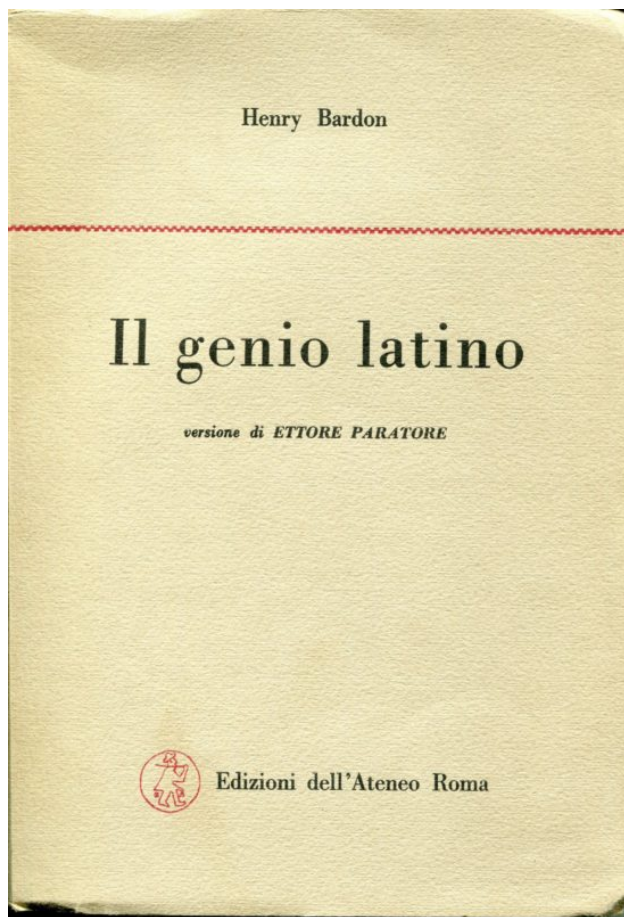 Henry Bardon
Il genio latino
versione di ETTORE PARATORE
Edizioni dell'Ateneo Roma